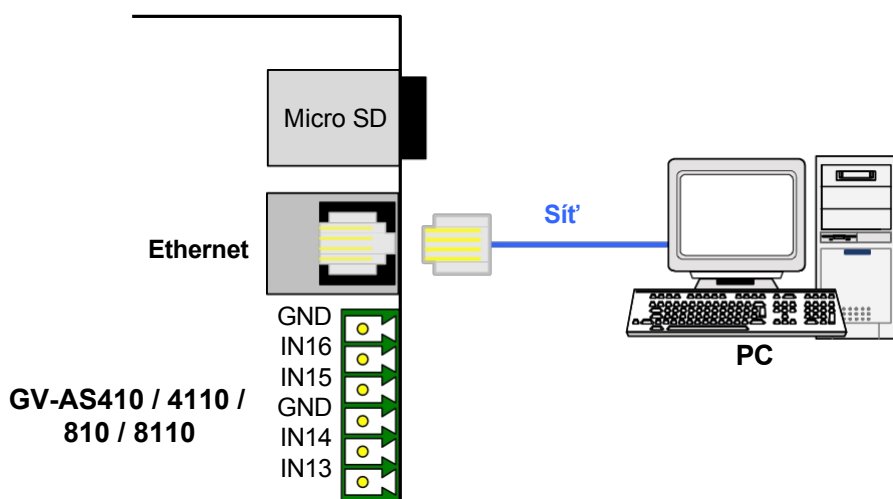 Micro SD
Síť
Ethernet
GND
IN16
IN15
GND
IN14
IN13
PC
GV-AS410 / 4110 /
810 / 8110